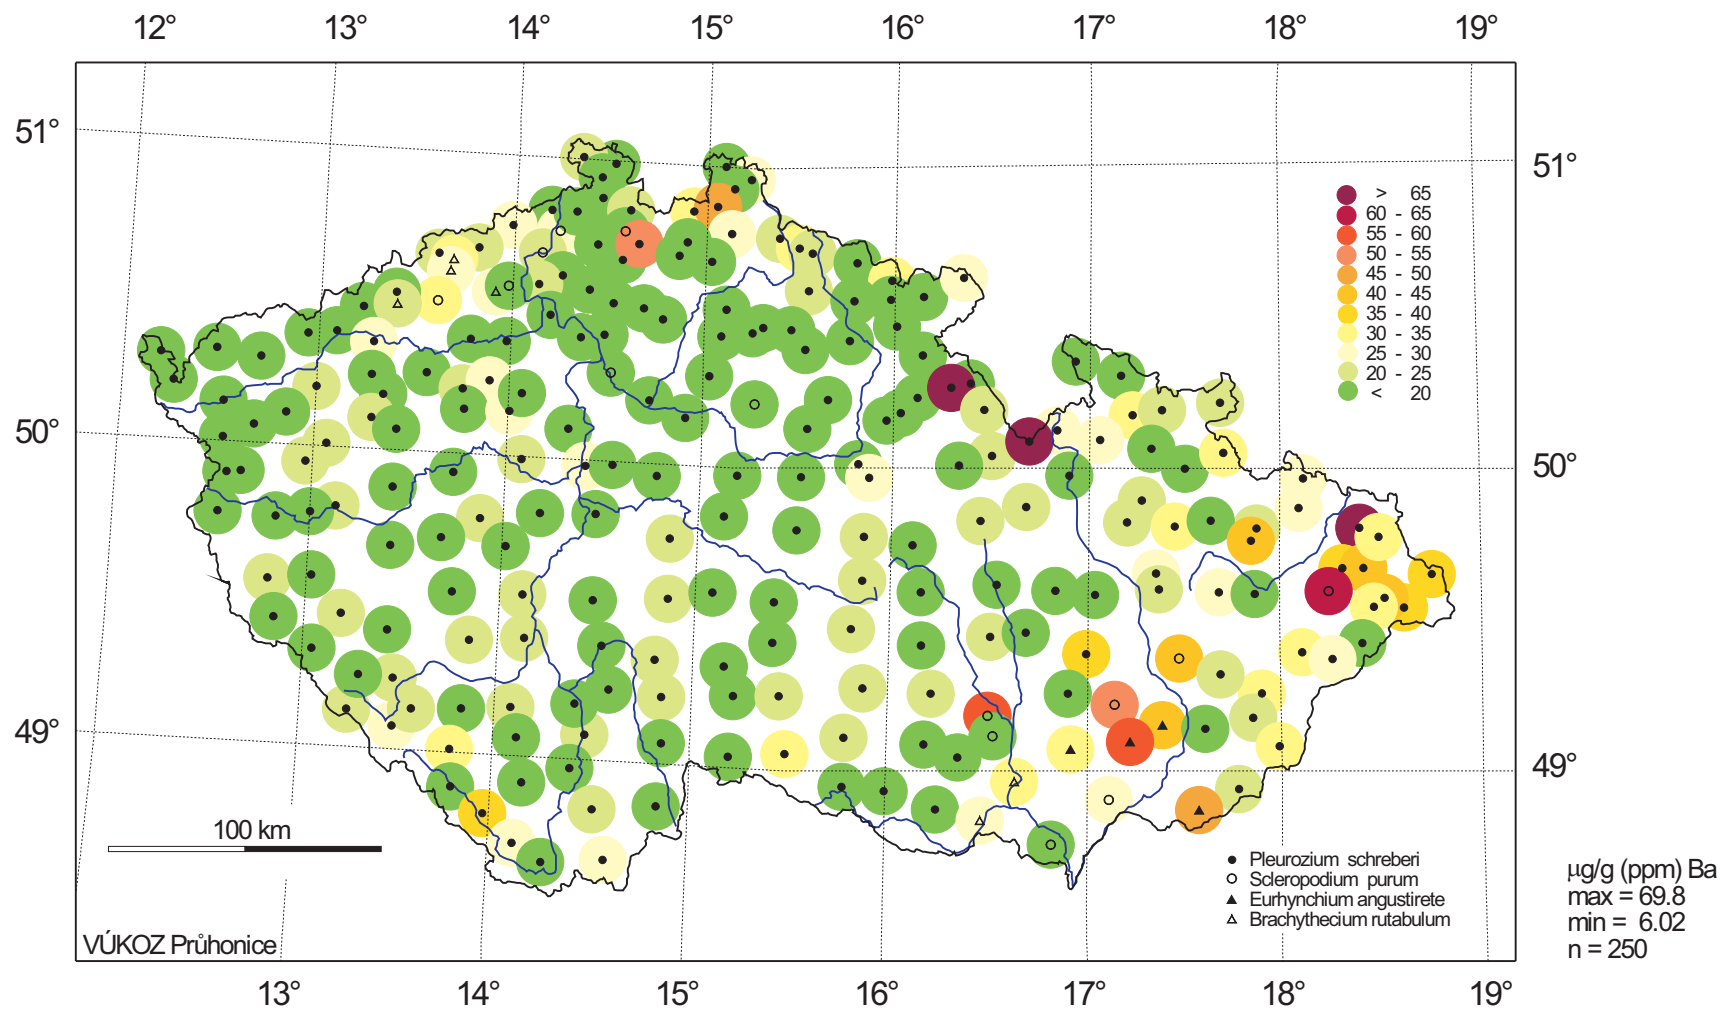 12° 13° 14° 15° 16° 17° 18° 19°
51° 51°
> 65
60 - 65
55 - 60
50 - 55
45 - 50
40 - 45
35 - 40
30 - 35
25 - 30
20 - 25
< 20
50° 50°
49° 49°
100 km
Pleurozium schreberi
Scleropodium purum
Eurhynchium angustirete
Brachythecium rutabulum
µg/g (ppm) Ba
max = 69.8
min = 6.02
n = 250
VÚKOZ Průhonice
13° 14° 15° 16° 17° 18° 19°